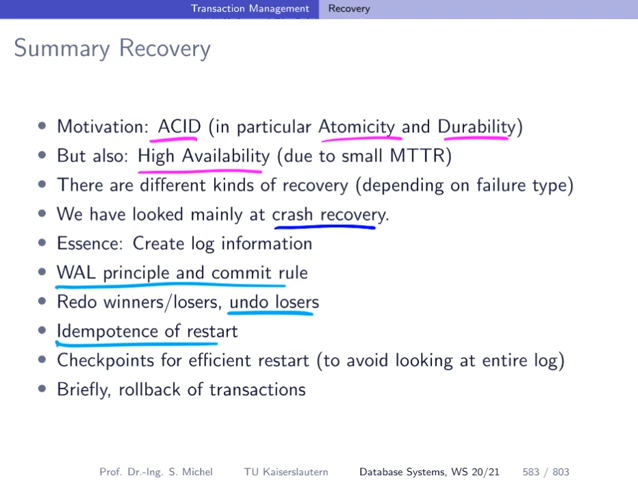 Transaction Management Recovery
Summary Recovery
• Motivation: ACID (in particular Atomicity and Durability)
• But also: High Availability (due to small MTTR)
• There are different kinds of recovery (depending on failure type)
• We have looked mainly at crash recovery.
• Essence: Create log information
• WAL principle and commit rule
• Redo winners/losers, undo losers
• Idempotence of restart
• Checkpoints for efficient restart (to avoid looking at entire log)
• Briefly, rollback of transactions
Prof. Dr.-Ing. S. Michel TU Kaiserslautern Database Systems, WS 20/21 583 / 803